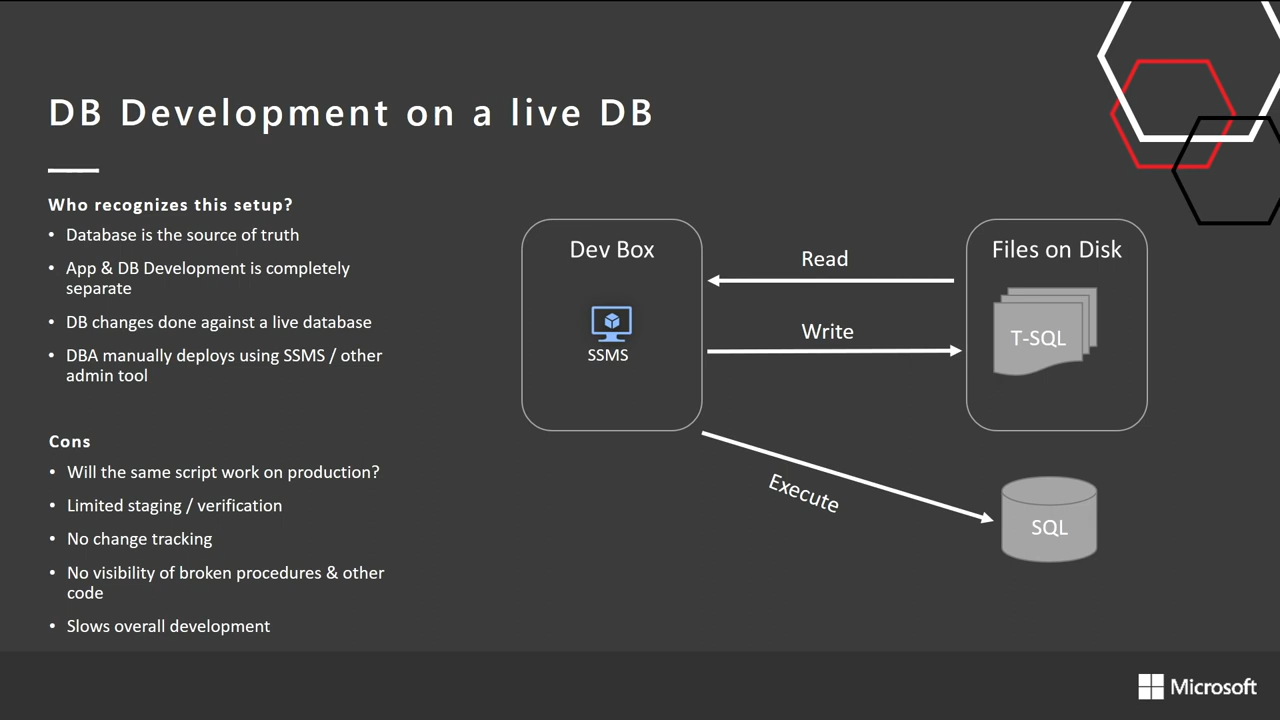 DB Development on a live DB
Who recognizes this setup?
• Database is the source of truth
• App & DB Development is completely
separate
• DB changes done against a live database
• DBA manually deploys using SSMS / other
admin tool
Cons
• Will the same script work on production?
• Limited staging / verification
• No change tracking
• No visibility of broken procedures & other
code
• Slows overall development
Dev Box
SSMS
Read
Write
Execute
Files on Disk
T-SQL
SQL
Microsoft